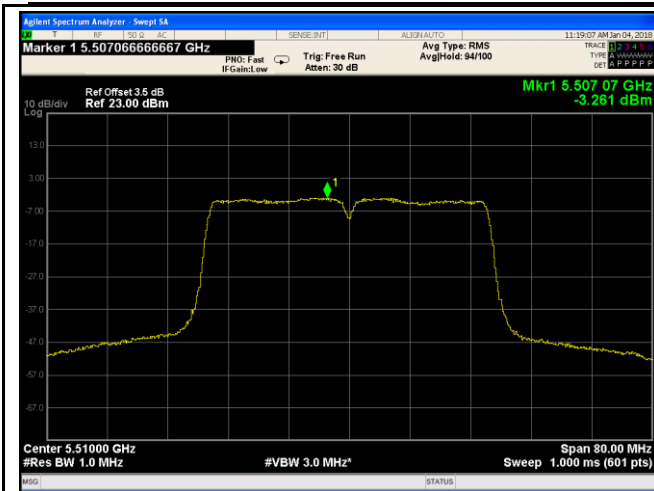 Agilent Spectrum Analyzer - Swept SA
T RF 50 Ω AC SENSE:INT ALIGN AUTO 11:19:07 AM Jan 04, 2018
Marker 1 5.507066666667 GHz
PNO: Fast
IFGain:Low
Trig: Free Run
Atten: 30 dB
Avg Type: RMS
Avg|Hold: 94/100
TRACE 1 2 3 4 5 6
TYPE A
DET A P P P P P
Ref Offset 3.5 dB
Ref 23.00 dBm
10 dB/div
Log
Mkr1 5.507 07 GHz
-3.261 dBm
13.0
3.00
-7.00
-17.0
-27.0
-37.0
-47.0
-57.0
-67.0
1
Center 5.51000 GHz
#Res BW 1.0 MHz
#VBW 3.0 MHz*
Span 80.00 MHz
Sweep 1.000 ms (601 pts)
MSG STATUS